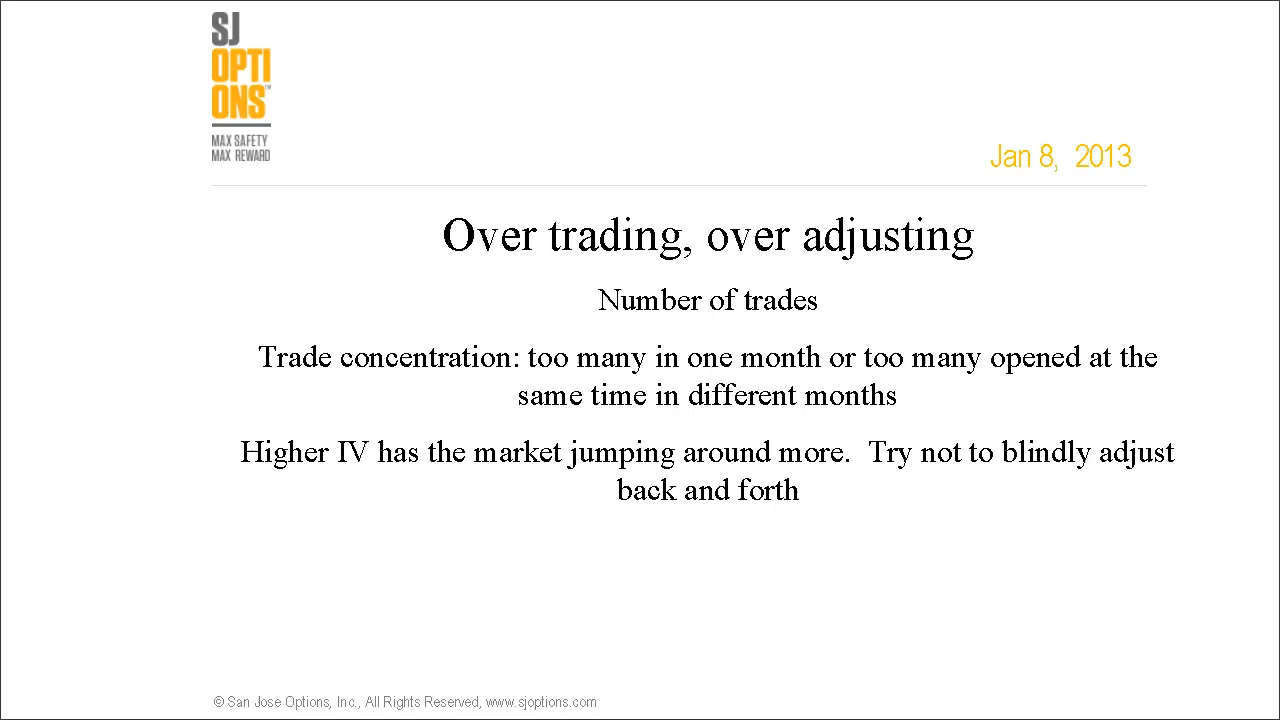 SJ
OPTI
ONS™
MAX SAFETY
MAX REWARD
Jan 8,  2013
Over trading, over adjusting
Number of trades
Trade concentration: too many in one month or too many opened at the
same time in different months
Higher IV has the market jumping around more.  Try not to blindly adjust
back and forth
© San Jose Options, Inc., All Rights Reserved, www.sjoptions.com